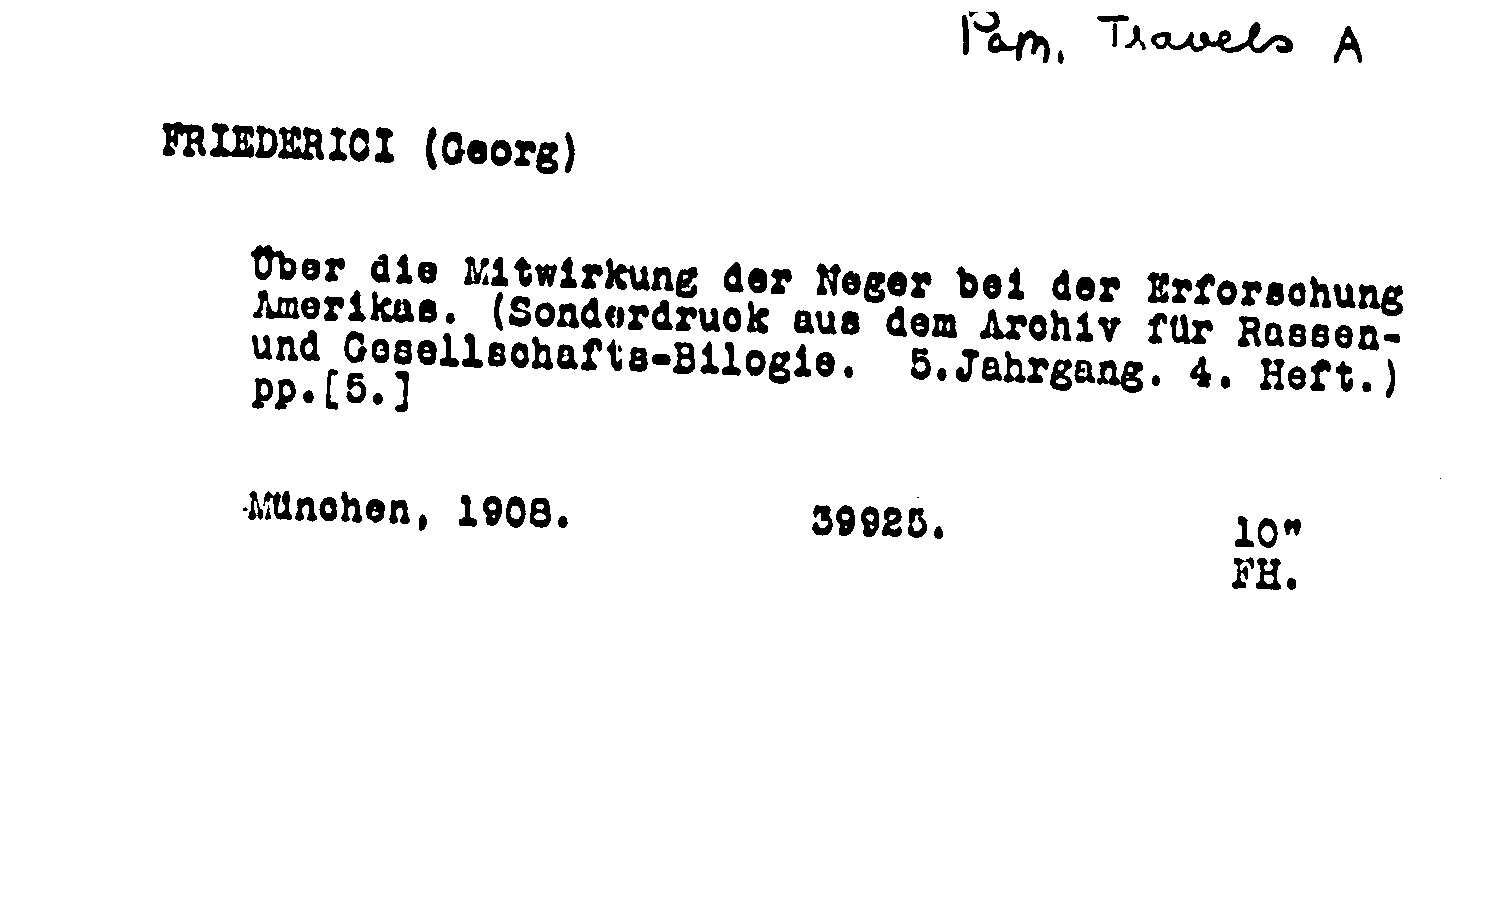 Pam. Travels A
FRIEDERICI (Georg)
Über die Mitwirkung der Neger bei der Erforschung
Amerikas. (Sonderdruck aus dem Archiv für Rassen-
und Gesellschafts-Bilogie. 5.Jahrgang. 4. Heft.)
pp.[5.]
München, 1908. 39925. 10"
FH.